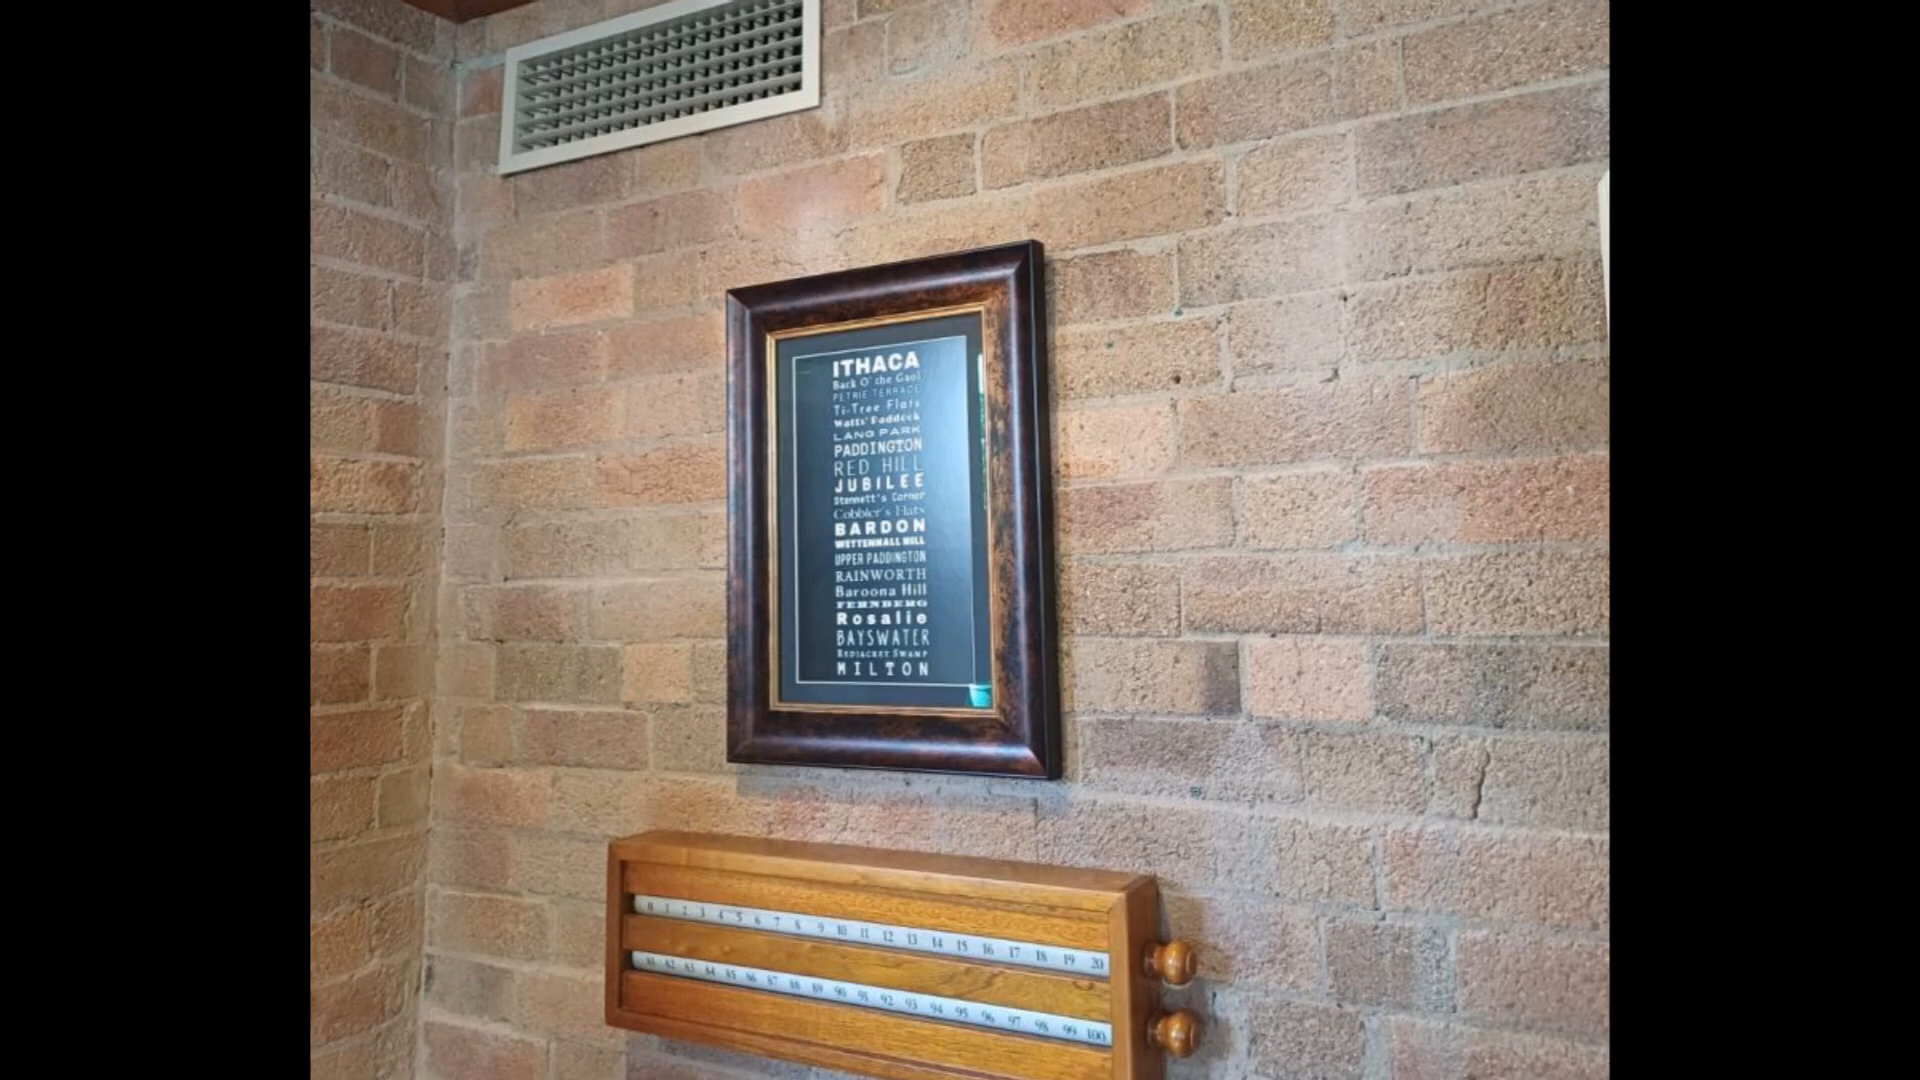 ITHACA
Back O' the Gaol
PETRIE TERRACE
Ti-Tree Flats
Watts' Paddock
LANG PARK
PADDINGTON
RED HILL
JUBILEE
Stennett's Corner
Cobbler's Flats
BARDON
WETTENHALL HILL
UPPER PADDINGTON
RAINWORTH
Baroona Hill
FERNBERG
Rosalie
BAYSWATER
REDJACKET SWAMP
MILTON
0 1 2 3 4 5 6 7 8 9 10 11 12 13 14 15 16 17 18 19 20
81 82 83 84 85 86 87 88 89 90 91 92 93 94 95 96 97 98 99 100